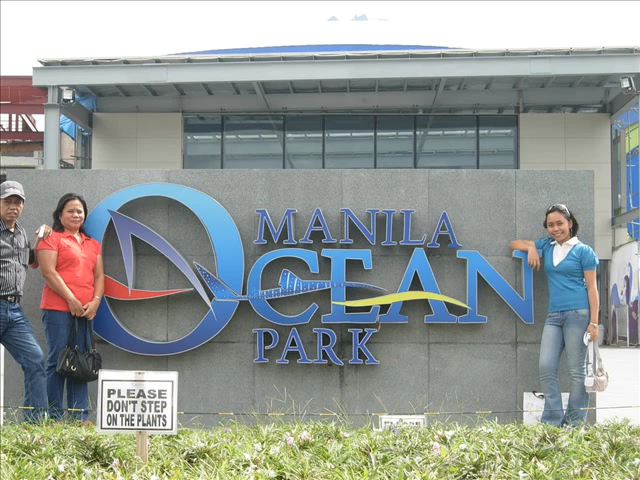 MANILA
OCEAN
PARK
PLEASE
DON'T STEP
ON THE PLANTS